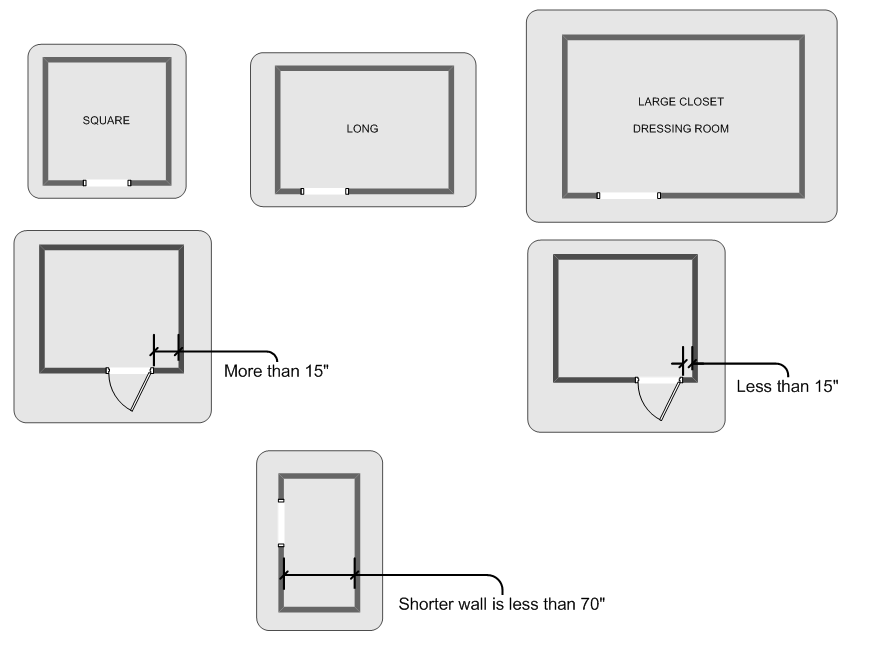 SQUARE
LONG
LARGE CLOSET
DRESSING ROOM
More than 15"
Less than 15"
Shorter wall is less than 70"